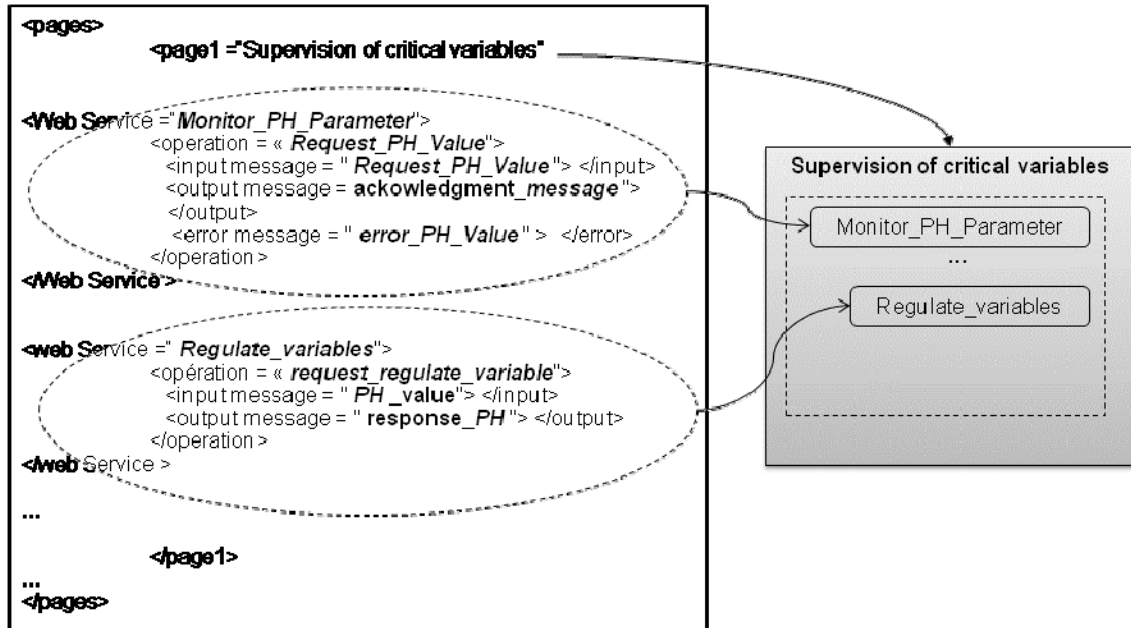 <pages>
<page1 ="Supervision of critical variables"
<Web Service ="Monitor_PH_Parameter">
<operation = « Request_PH_Value">
<input message = " Request_PH_Value"> </input>
<output message = ackowledgment_message">
</output>
<error message = " error_PH_Value" > </error>
</operation >
</Web Service >
<web Service =" Regulate_variables">
<opération = « request_regulate_variable">
<input message = " PH _value"> </input>
<output message = " response_PH"> </output>
</operation >
</web Service >
...
</page1>
...
</pages>
Supervision of critical variables
Monitor_PH_Parameter
...
Regulate_variables